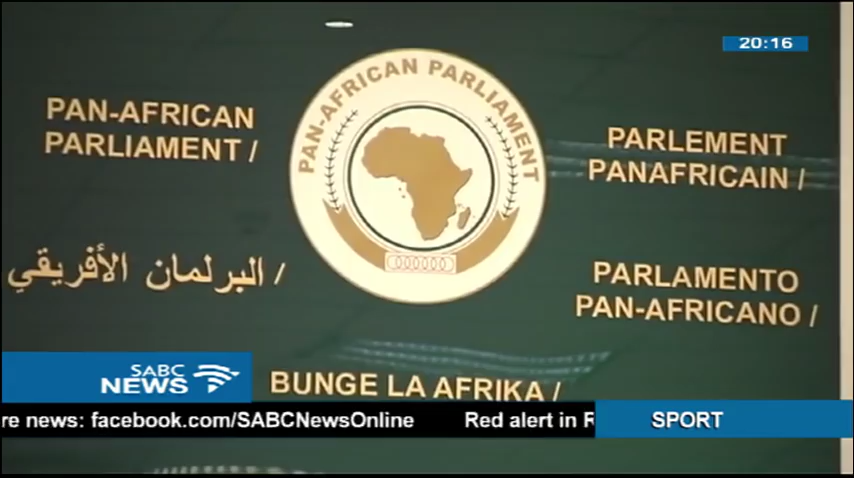 20:16
PAN-AFRICAN PARLIAMENT
PAN-AFRICAN
PARLIAMENT /
PARLEMENT
PANAFRICAIN /
البرلمان الأفريقي /
PARLAMENTO
PAN-AFRICANO /
BUNGE LA AFRIKA /
SABC
NEWS
re news: facebook.com/SABCNewsOnline Red alert in R
SPORT